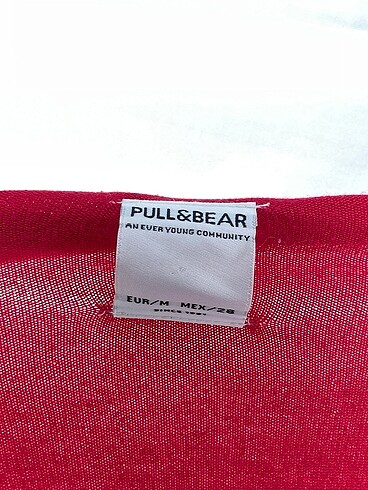 PULL&BEAR
AN EVER YOUNG COMMUNITY
EUR/M MEX/28
SINCE 1991